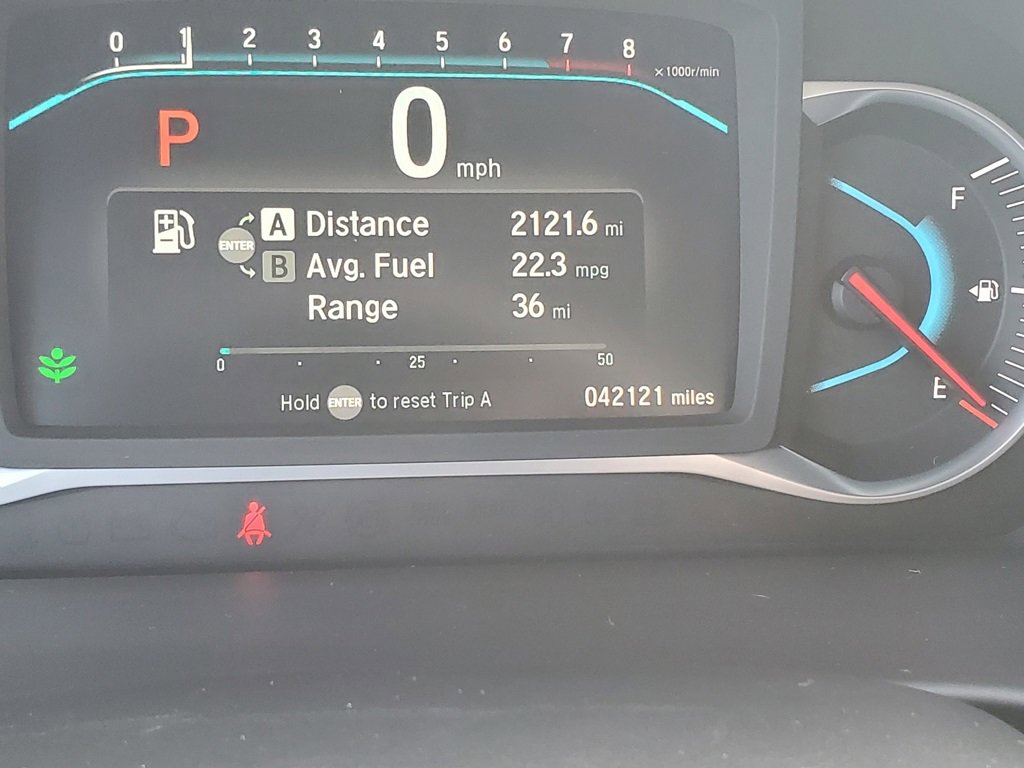 0 1 2 3 4 5 6 7 8
x1000r/min
P 0 mph
ENTER
A Distance 2121.6 mi
B Avg. Fuel 22.3 mpg
Range 36 mi
0 25 50
Hold ENTER to reset Trip A
042121 miles
F
E